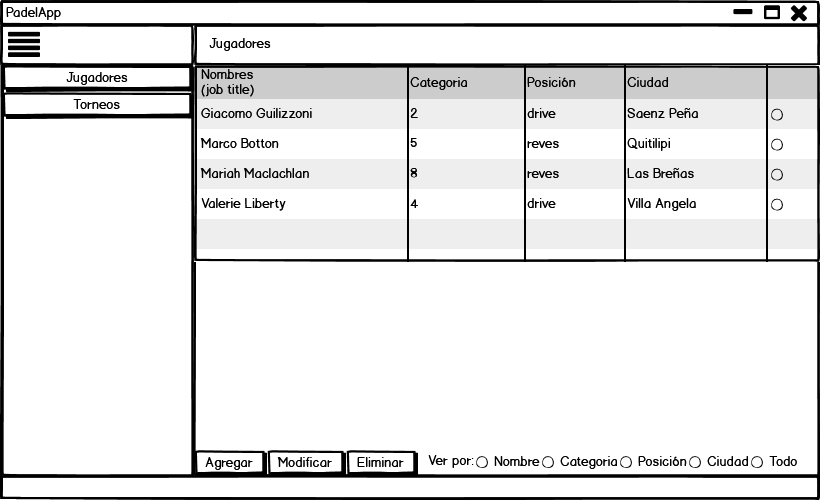 PadelApp
Jugadores
Jugadores
Torneos
Nombres (job title) Categoria Posición Ciudad
Giacomo Guilizzoni 2 drive Saenz Peña
Marco Botton 5 reves Quitilipi
Mariah Maclachlan 8 reves Las Breñas
Valerie Liberty 4 drive Villa Angela
Agregar Modificar Eliminar Ver por: Nombre Categoria Posición Ciudad Todo